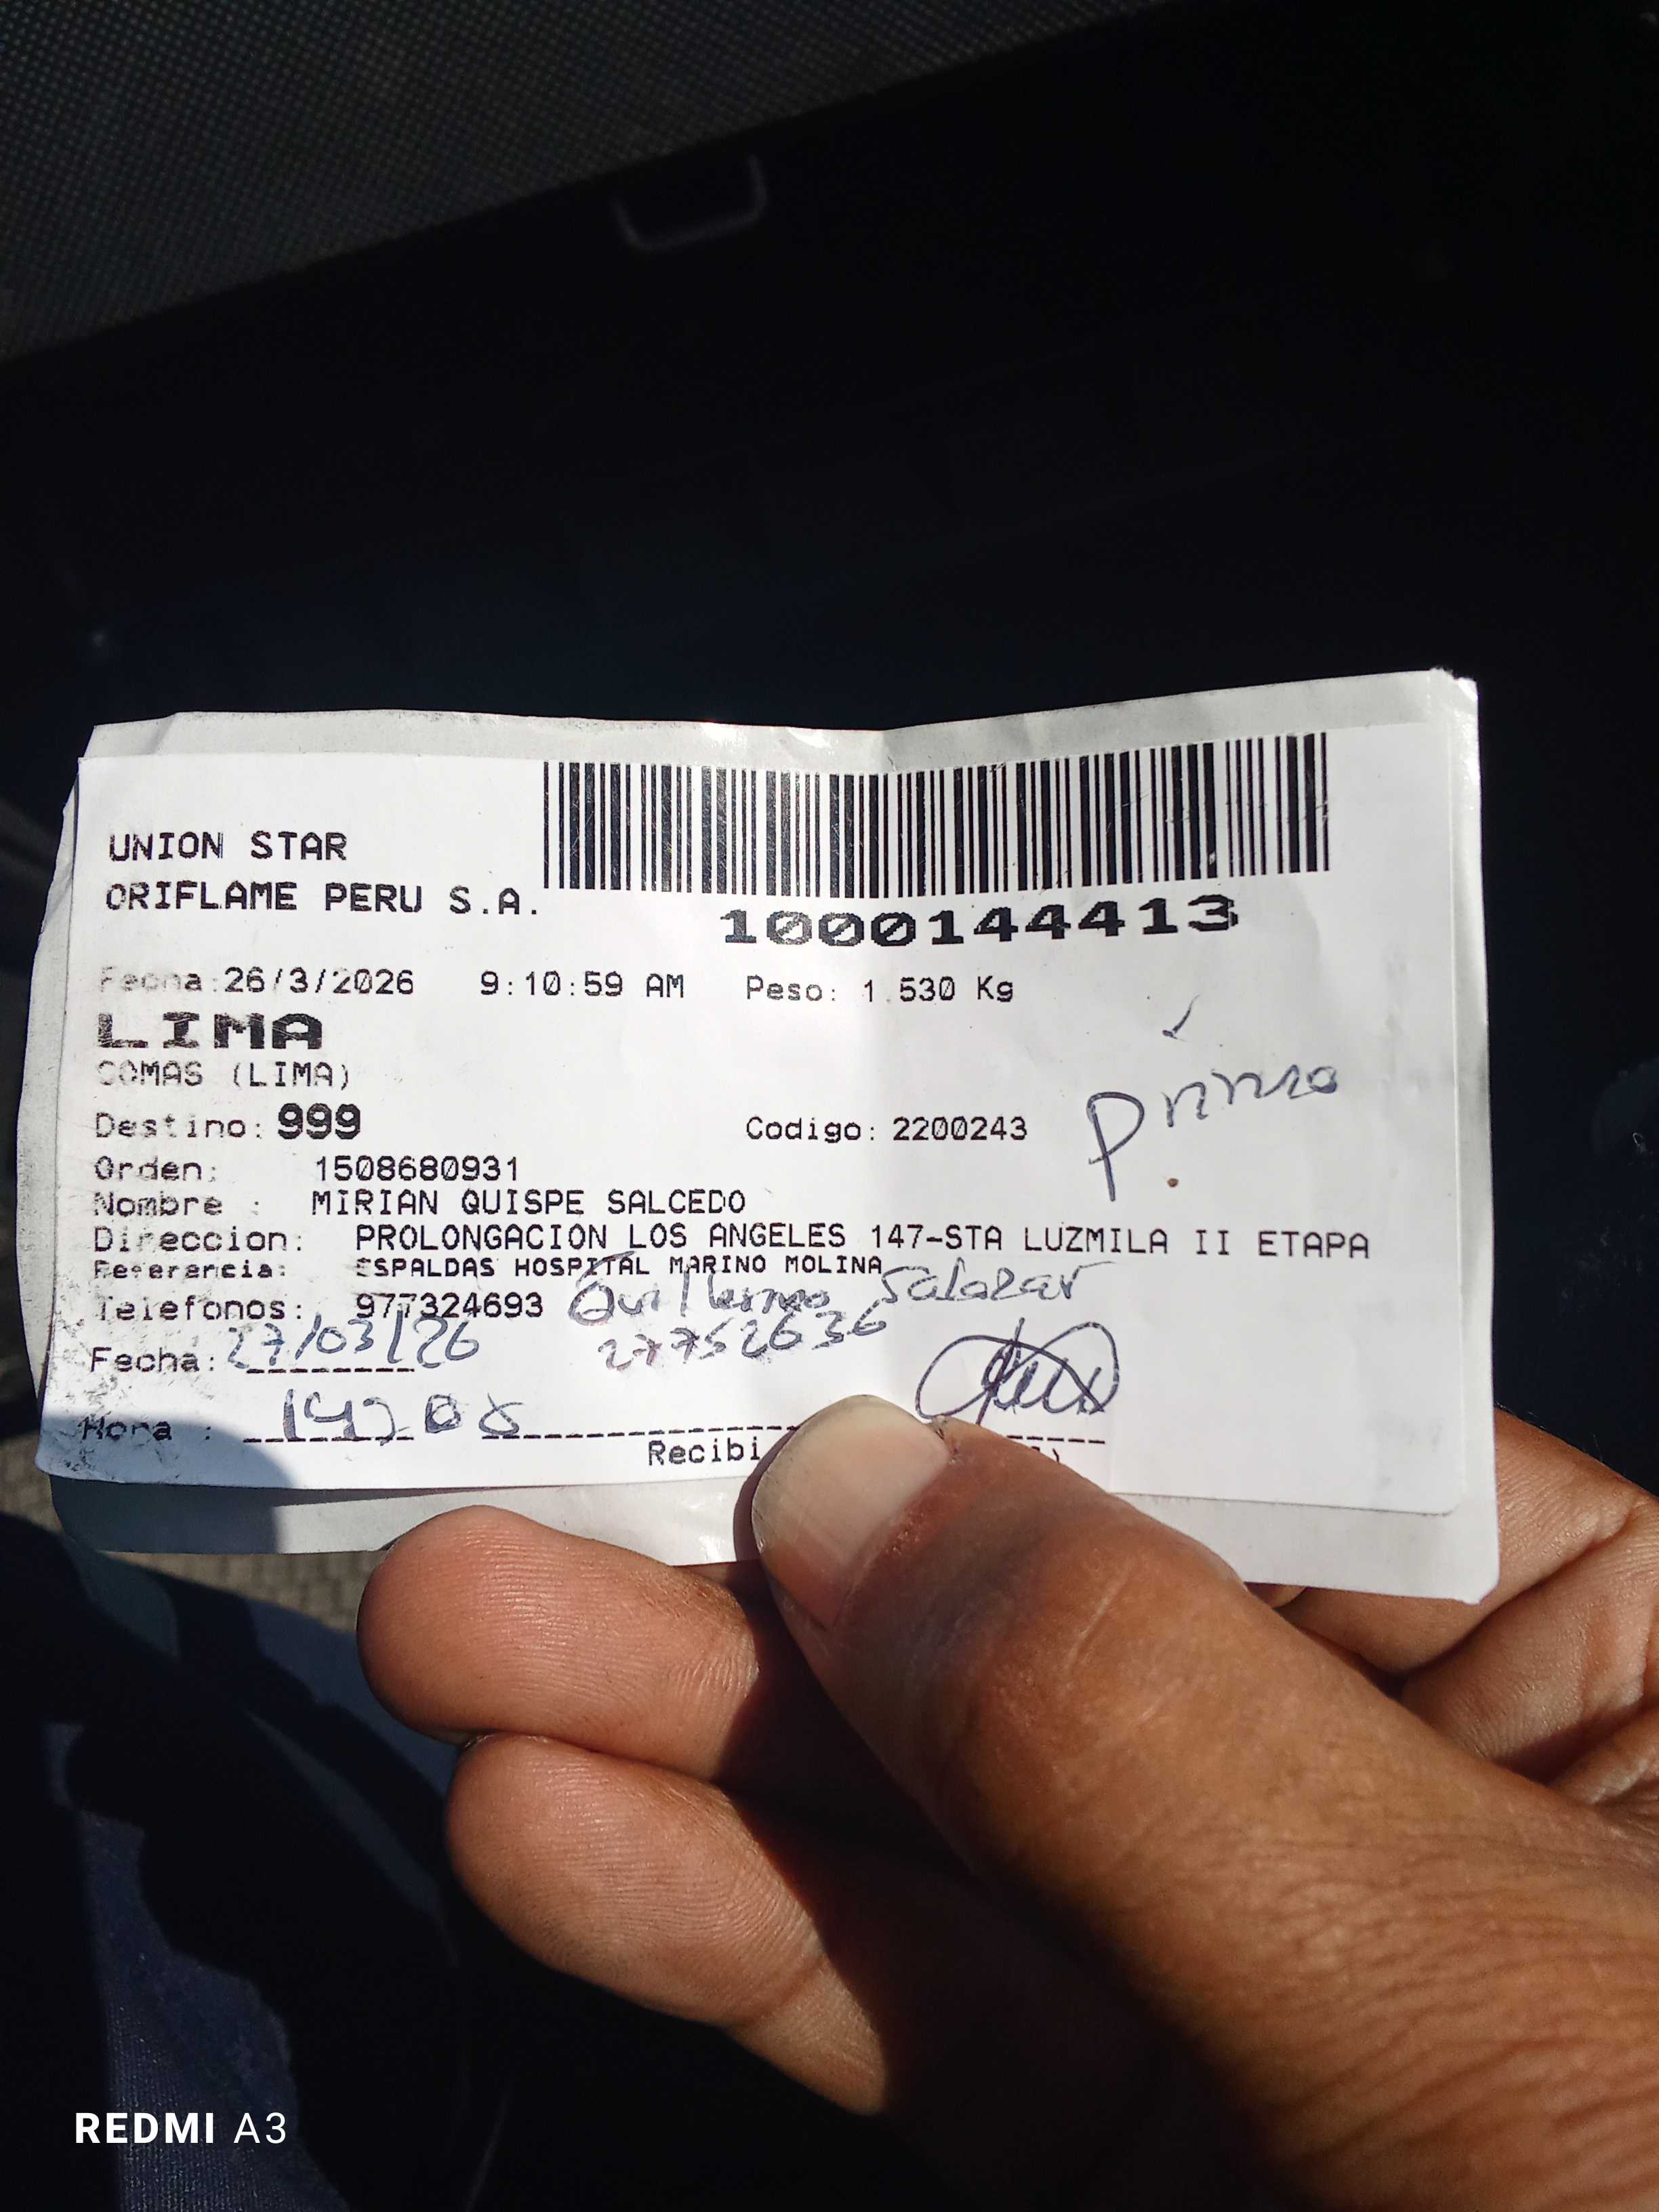 UNION STAR
ORIFLAME PERU S.A.
1000144413
Fecha:26/3/2026 9:10:59 AM Peso: 1.530 Kg
LIMA
COMAS (LIMA)
Destino: 999 Codigo: 2200243
primo
Orden: 1508680931
Nombre : MIRIAN QUISPE SALCEDO
Direccion: PROLONGACION LOS ANGELES 147-STA LUZMILA II ETAPA
Referencia: ESPALDAS HOSPITAL MARINO MOLINA
Telefonos: 977324693 Guillermo Salazar
Fecha: 27/03/26 27752636
Hora :
Recibi
REDMI A3